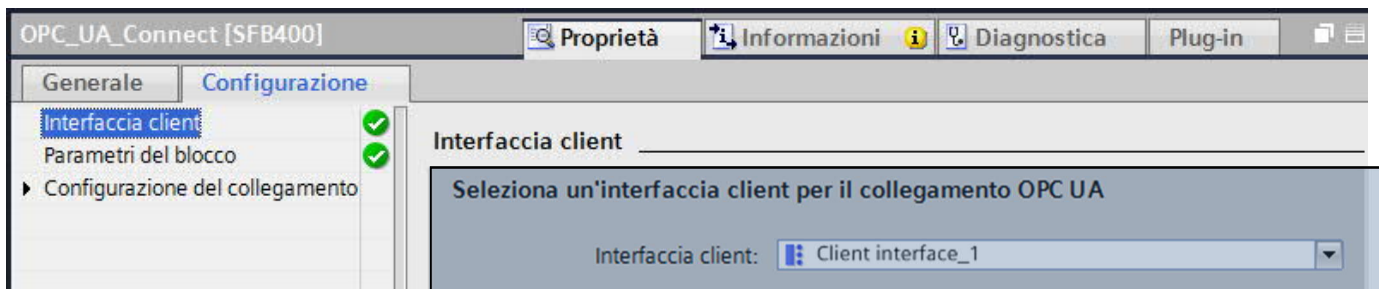 OPC_UA_Connect [SFB400] Proprietà Informazioni Diagnostica Plug-in
Generale Configurazione
Interfaccia client
Parametri del blocco
Configurazione del collegamento
Interfaccia client
Seleziona un'interfaccia client per il collegamento OPC UA
Interfaccia client: Client interface_1